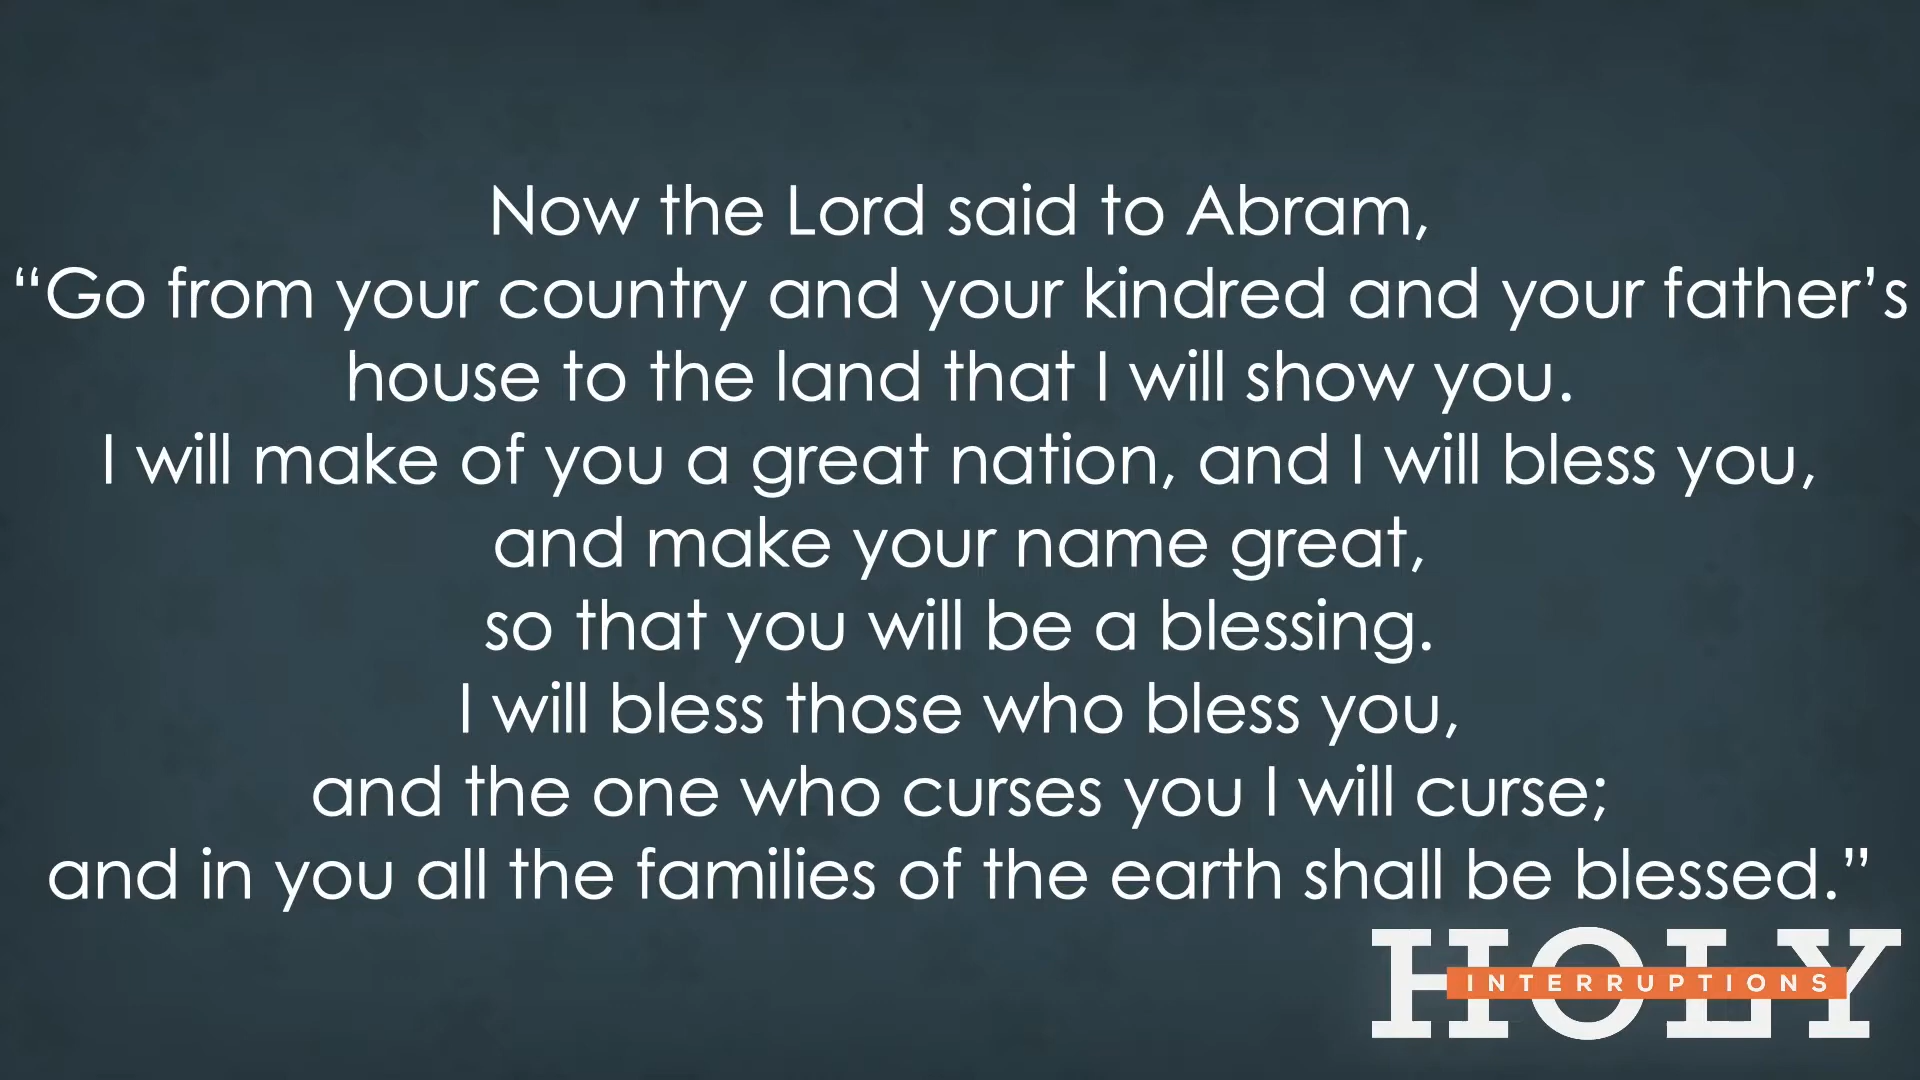 Now the Lord said to Abram,
“Go from your country and your kindred and your father’s
house to the land that I will show you.
I will make of you a great nation, and I will bless you,
and make your name great,
so that you will be a blessing.
I will bless those who bless you,
and the one who curses you I will curse;
and in you all the families of the earth shall be blessed.”
HOLY
INTERRUPTIONS